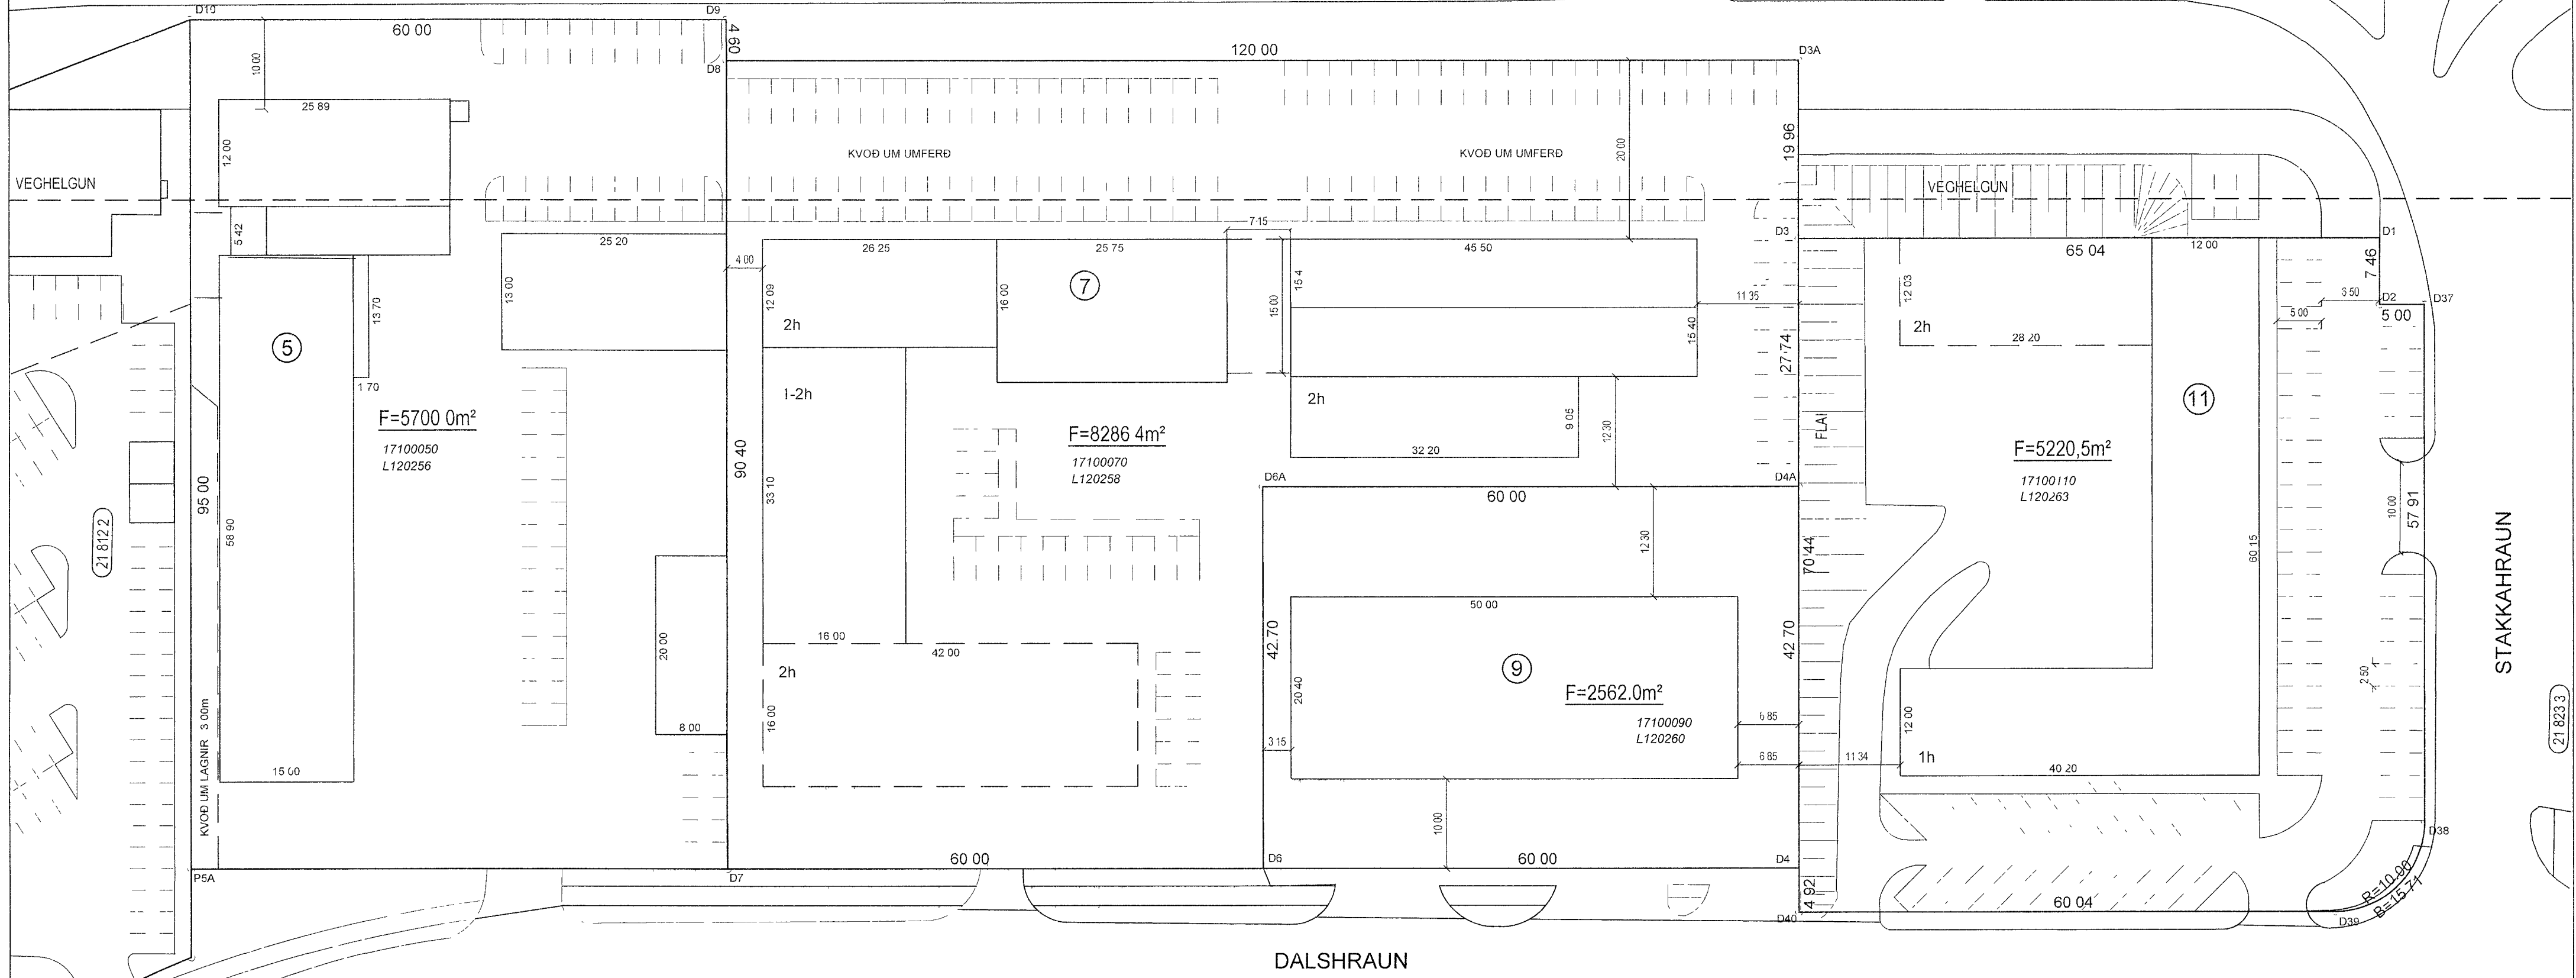 D10
D9
60 00
4 60
D8
120 00
D3A
10 00
25 89
12 00
VEGHELGUN
5 42
KVOÐ UM UMFERÐ
KVOÐ UM UMFERÐ
20 00
19 96
VEGHELGUN
7 15
D3
D1
25 20
4 00
26 25
25 75
45 50
65 04
12 00
7 46
13 00
13 70
12 09
16 00
7
15 4
15 00
11 35
12 03
3 50
D2
D37
5 00
5 00
5
2h
15 40
27 74
2h
28 20
1 70
1-2h
2h
9 05
12 30
11
F=5700 0m²
17100050
L120256
F=8286 4m²
17100070
L120258
32 20
FLAI
F=5220,5m²
17100110
L120263
95 00
90 40
33 10
D6A
60 00
D4A
58 90
21 812 2
12 30
70 44
60 15
10 00
57 91
STAKKAHRAUN
20 00
16 00
42 00
42.70
50 00
42 70
2h
9
F=2562.0m²
17100090
L120260
20 40
2 50
8 00
16 00
3 15
6 85
6 85
11 34
12 00
1h
40 20
21 823 3
15 00
KVOÐ UM LAGNIR 3 00m
10 00
D38
60 00
D6
60 00
D4
P5A
D7
4 92
60 04
R=10.00
B=15.71
D40
D39
DALSHRAUN